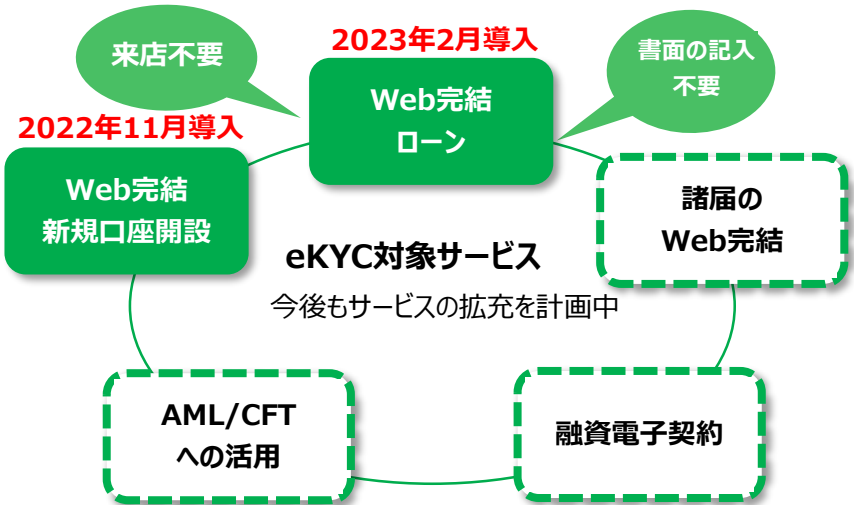 来店不要
2023年2月導入
書面の記入
不要
Web完結
ローン
2022年11月導入
Web完結
新規口座開設
諸届の
Web完結
eKYC対象サービス
今後もサービスの拡充を計画中
AML/CFT
への活用
融資電子契約